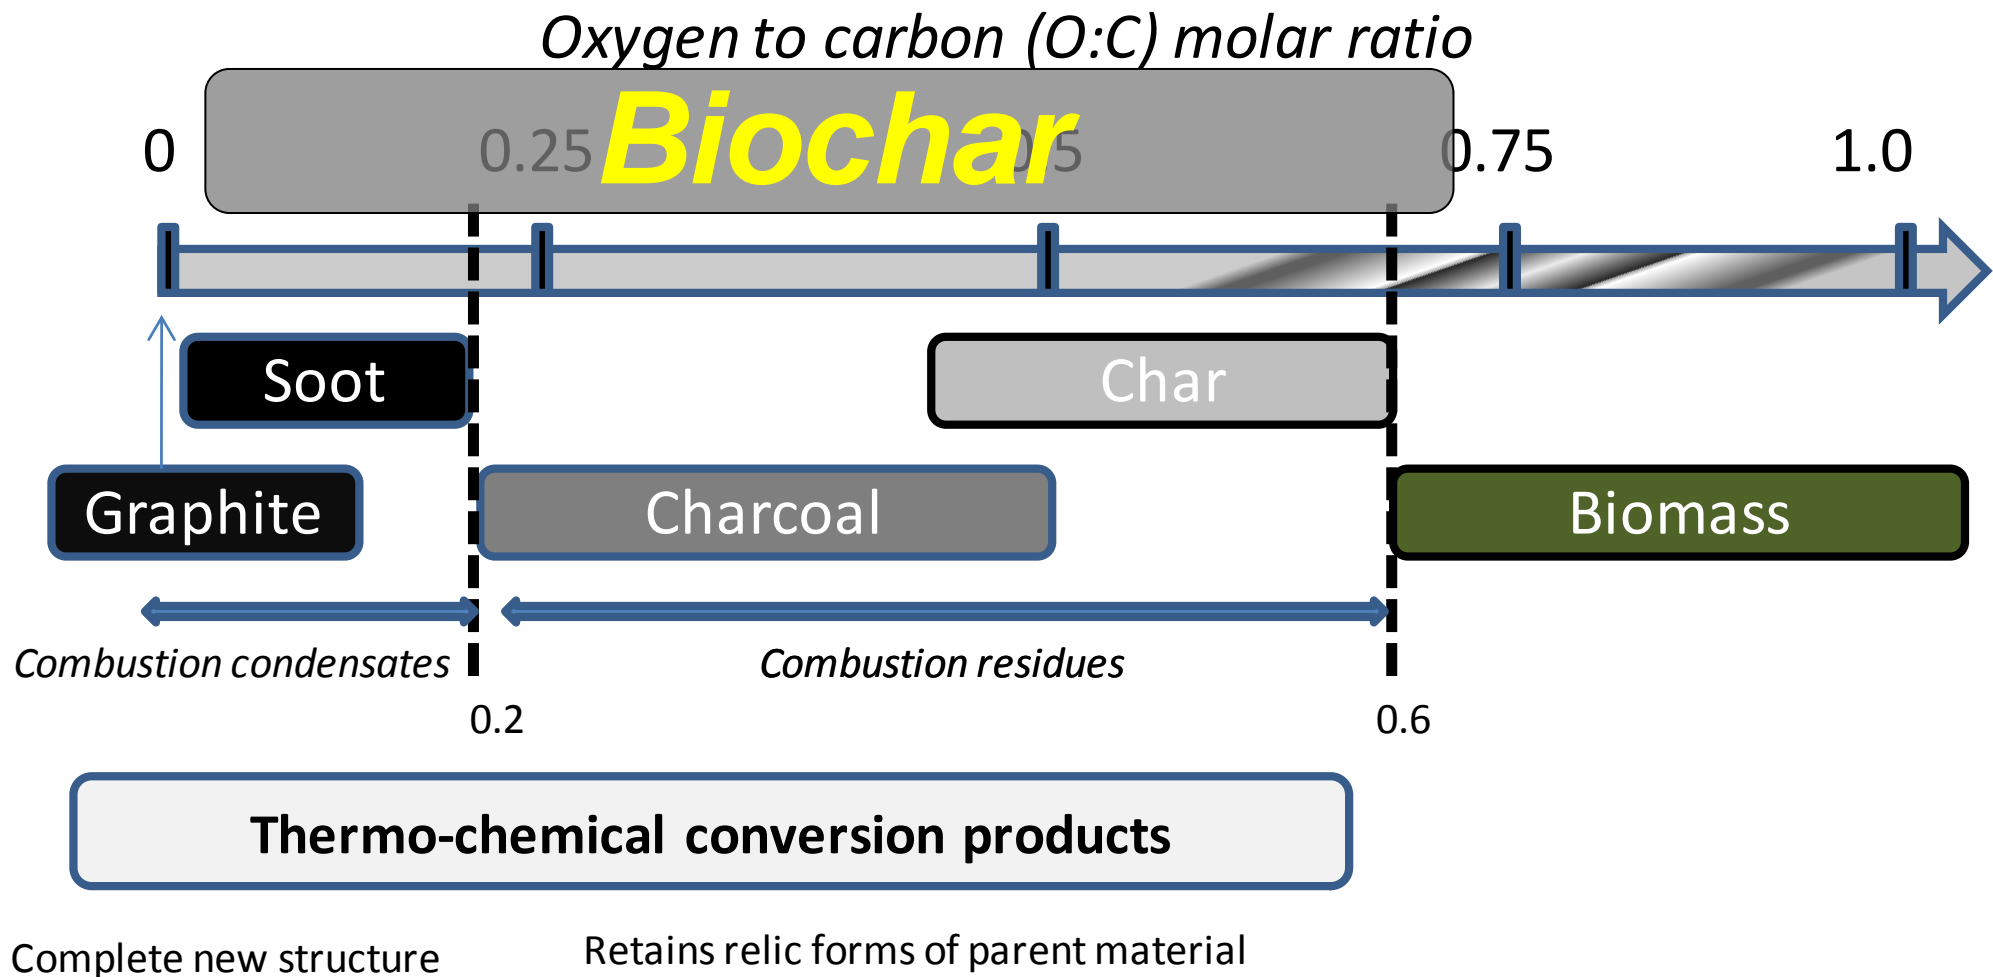 Oxygen to carbon (O:C) molar ratio
Biochar
0 0.25 0.5 0.75 1.0
Soot Char
Graphite Charcoal Biomass
Combustion condensates Combustion residues
0.2 0.6
Thermo-chemical conversion products
Complete new structure Retains relic forms of parent material